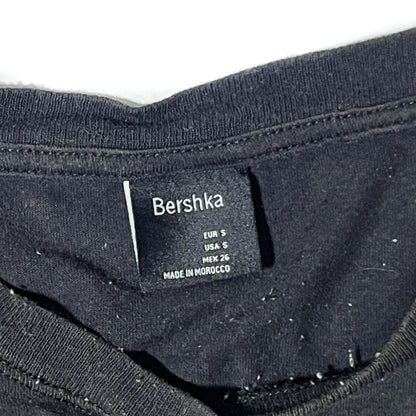 Bershka
EUR S
USA S
MEX 26
MADE IN MOROCCO